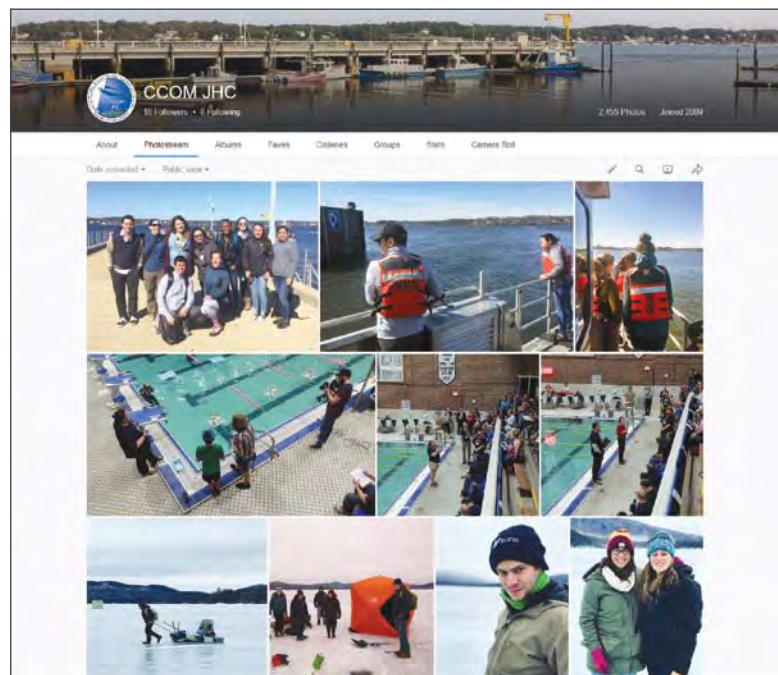 CCOM JHC
16 Followers • 8 Following
2,455 Photos Joined 2009
About Photostream Albums Faves Galleries Groups Stats Camera Roll
Date uploaded Public view